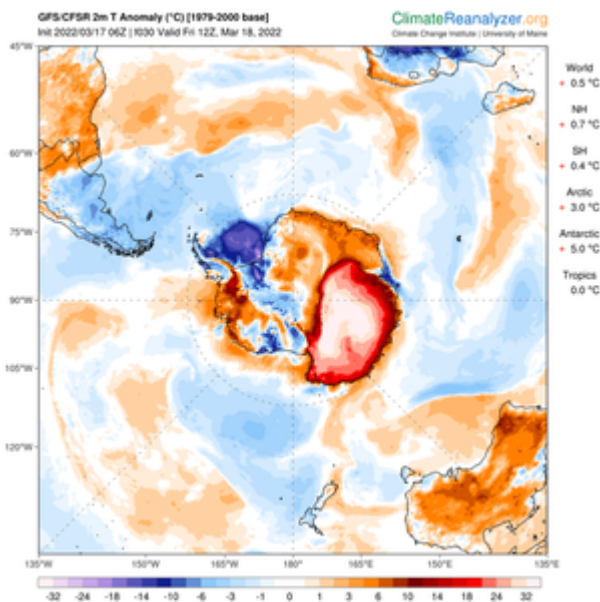 GFS/CFSR 2m T Anomaly (°C) [1979-2000 base]
Init 2022/03/17 06Z | f030 Valid Fri 12Z, Mar 18, 2022
ClimateReanalyzer.org
Climate Change Institute | University of Maine
45°W
60°W
75°W
90°W
105°W
120°W
135°W
150°W
165°W
180°
165°E
150°E
135°E
World
+ 0.5 °C
NH
+ 0.7 °C
SH
+ 0.4 °C
Arctic
+ 3.0 °C
Antarctic
+ 5.0 °C
Tropics
0.0 °C
-32 -24 -18 -14 -10 -6 -3 -1 0 1 3 6 10 14 18 24 32